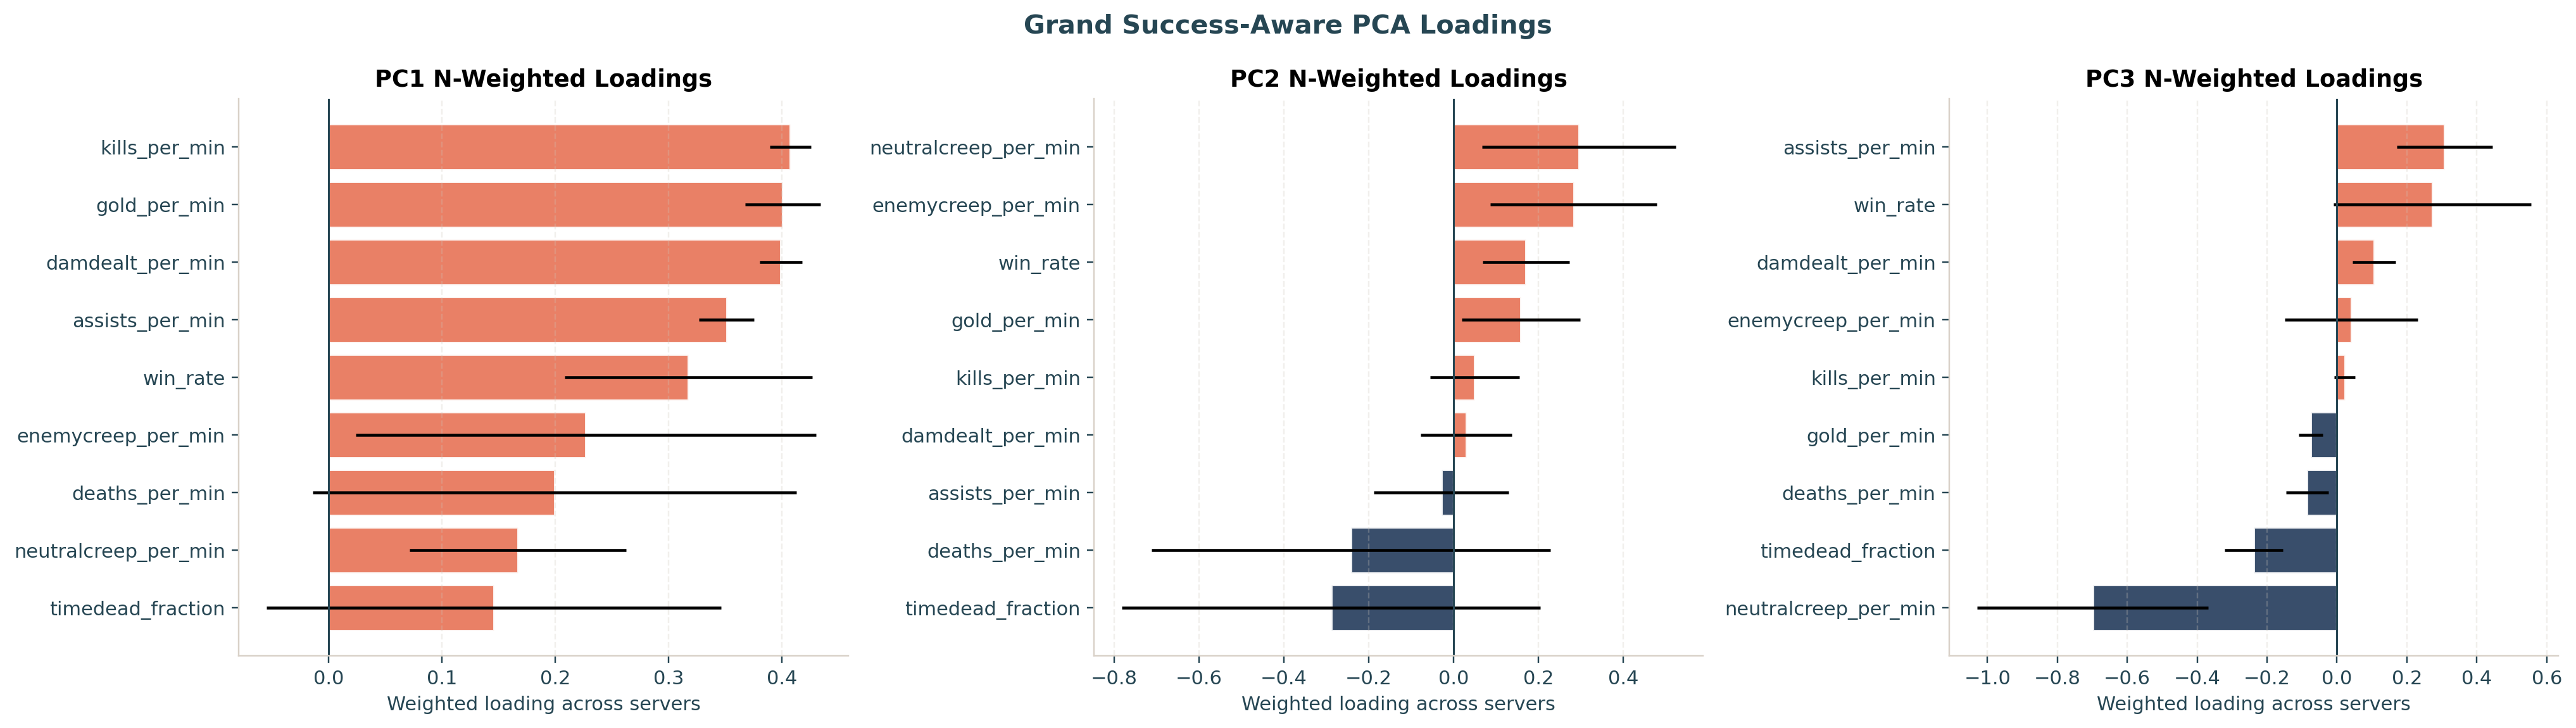 Grand Success-Aware PCA Loadings
PC1 N-Weighted Loadings
kills_per_min
gold_per_min
damdealt_per_min
assists_per_min
win_rate
enemycreep_per_min
deaths_per_min
neutralcreep_per_min
timedead_fraction
0.0 0.1 0.2 0.3 0.4
Weighted loading across servers
PC2 N-Weighted Loadings
neutralcreep_per_min
enemycreep_per_min
win_rate
gold_per_min
kills_per_min
damdealt_per_min
assists_per_min
deaths_per_min
timedead_fraction
−0.8 −0.6 −0.4 −0.2 0.0 0.2 0.4
Weighted loading across servers
PC3 N-Weighted Loadings
assists_per_min
win_rate
damdealt_per_min
enemycreep_per_min
kills_per_min
gold_per_min
deaths_per_min
timedead_fraction
neutralcreep_per_min
−1.0 −0.8 −0.6 −0.4 −0.2 0.0 0.2 0.4 0.6
Weighted loading across servers